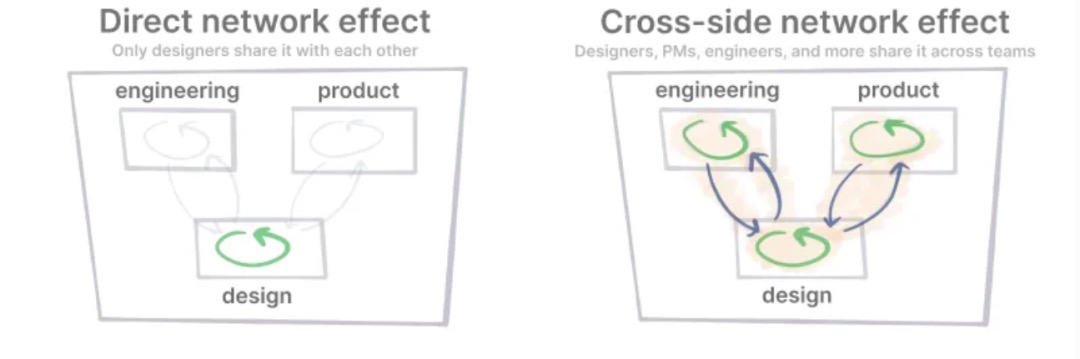 Direct network effect
Only designers share it with each other
engineering
product
design
Cross-side network effect
Designers, PMs, engineers, and more share it across teams
engineering
product
design